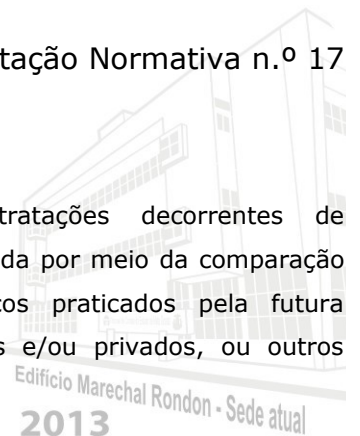 tação Normativa n.º 17
tratações decorrentes de
da por meio da comparação
os praticados pela futura
s e/ou privados, ou outros
Edifício Marechal Rondon - Sede atual
2013